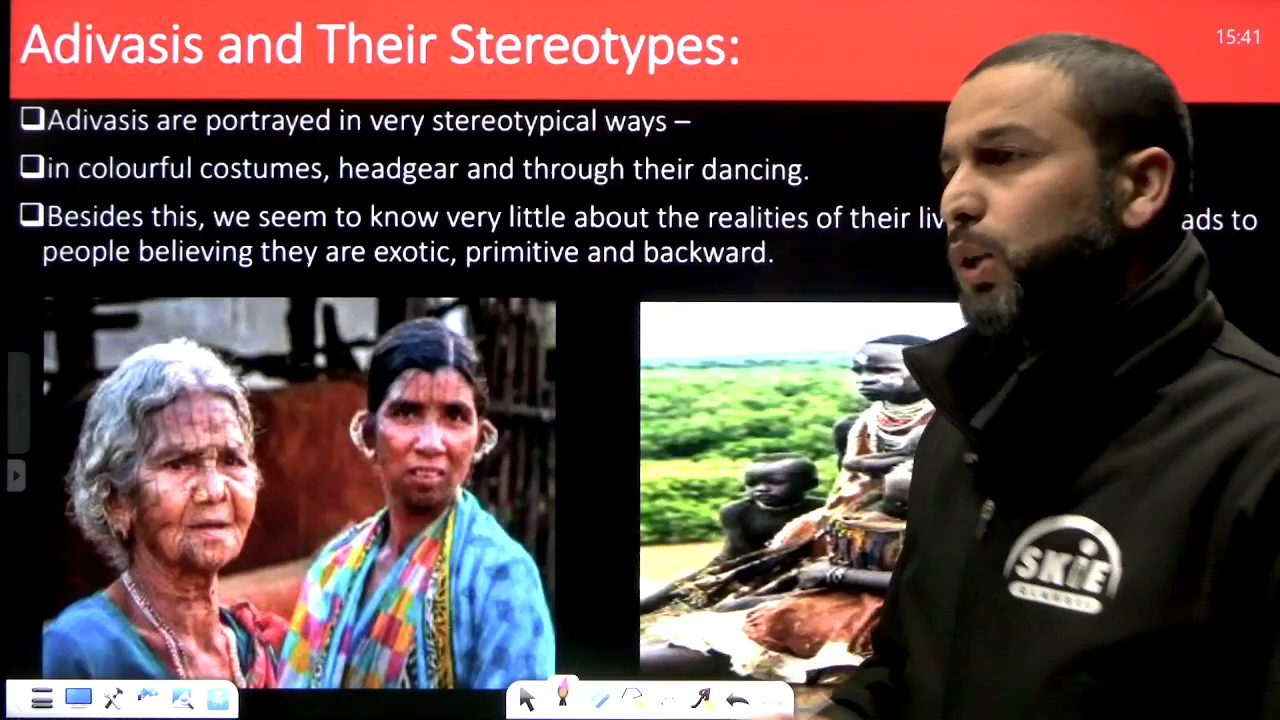 Adivasis and Their Stereotypes:
15:41
❑Adivasis are portrayed in very stereotypical ways –
❑in colourful costumes, headgear and through their dancing.
❑Besides this, we seem to know very little about the realities of their
people believing they are exotic, primitive and backward.
to
SKiE
CLASSES